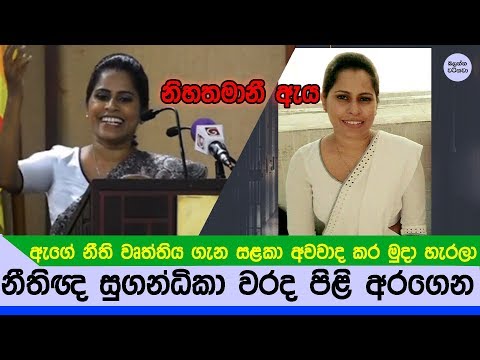 නිහතමානී ඇය
ඇගේ නීති වෘත්තිය ගැන සළකා අවවාද කර මුදා හැරලා
නීතිඥ සුගන්ධිකා වරද පිළි අරගෙන